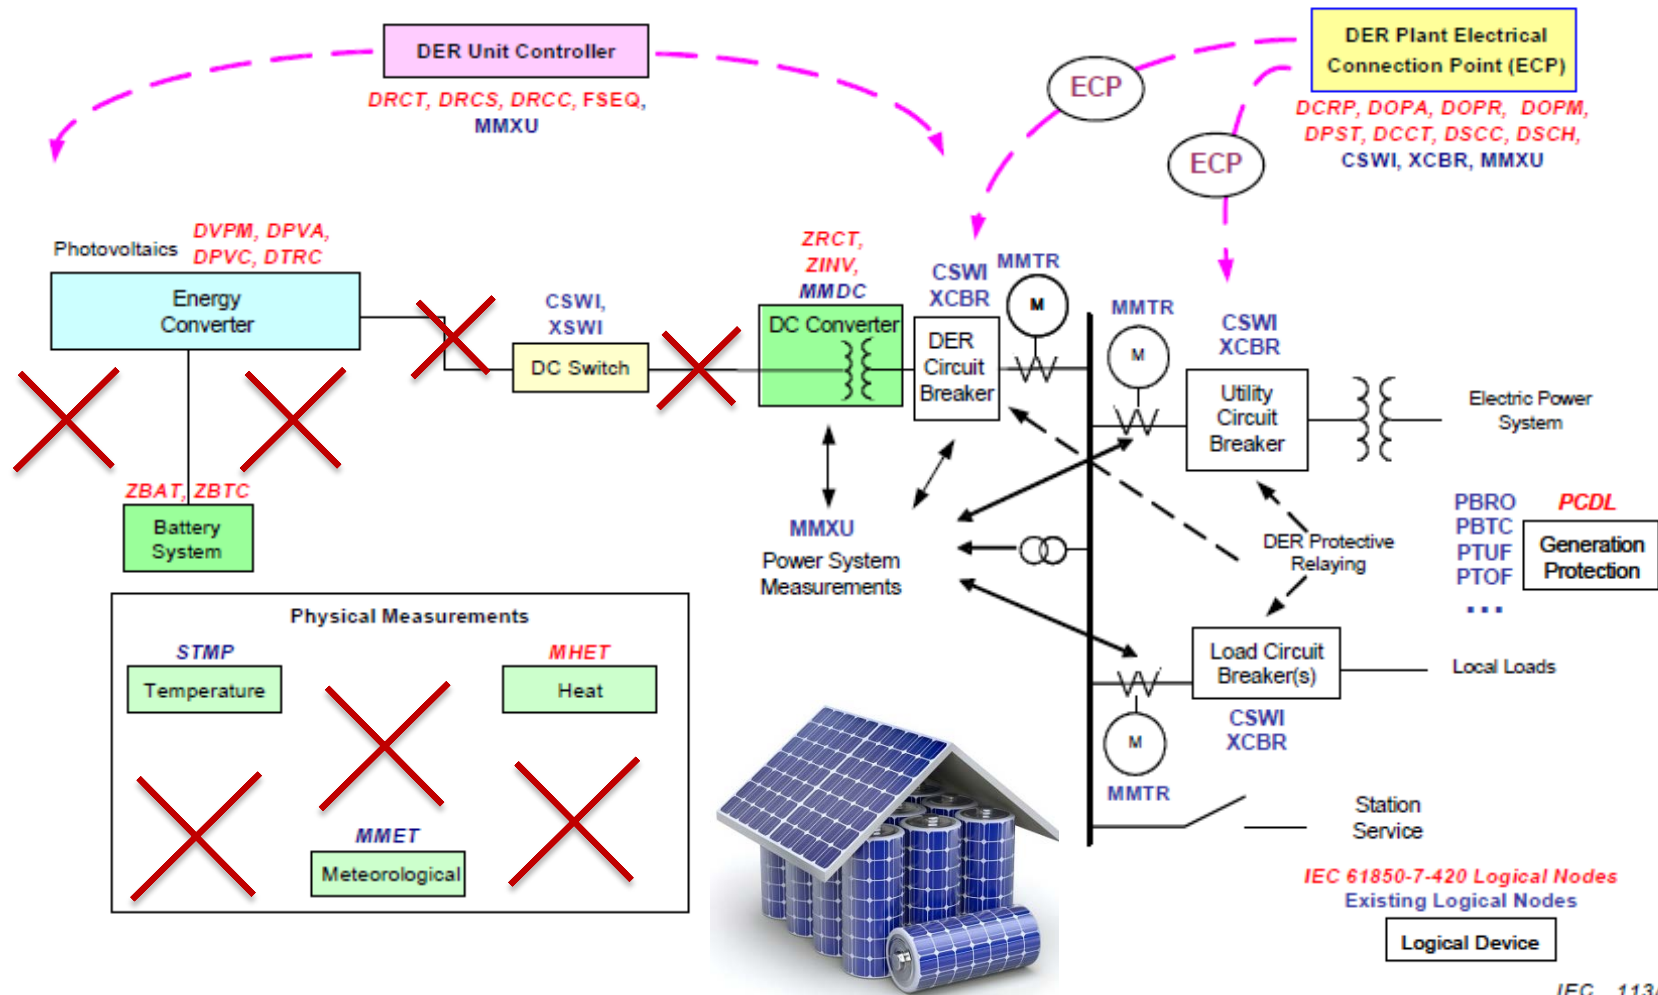 DER Unit Controller
DRCT, DRCS, DRCC, FSEQ,
MMXU
ECP
ECP
DER Plant Electrical
Connection Point (ECP)
DCRP, DOPA, DOPR, DOPM,
DPST, DCCT, DSCC, DSCH,
CSWI, XCBR, MMXU
Photovoltaics
DVPM, DPVA,
DPVC, DTRC
Energy
Converter
CSWI,
XSWI
DC Switch
ZRCT,
ZINV,
MMDC
DC Converter
CSWI
XCBR
DER
Circuit
Breaker
MMTR
M
MMTR
M
CSWI
XCBR
Utility
Circuit
Breaker
Electric Power
System
ZBAT, ZBTC
Battery
System
MMXU
Power System
Measurements
DER Protective
Relaying
PBRO
PBTC
PTUF
PTOF
...
PCDL
Generation
Protection
Physical Measurements
STMP
Temperature
MHET
Heat
MMET
Meteorological
Load Circuit
Breaker(s)
CSWI
XCBR
Local Loads
M
MMTR
Station
Service
IEC 61850-7-420 Logical Nodes
Existing Logical Nodes
Logical Device
IEC 113/